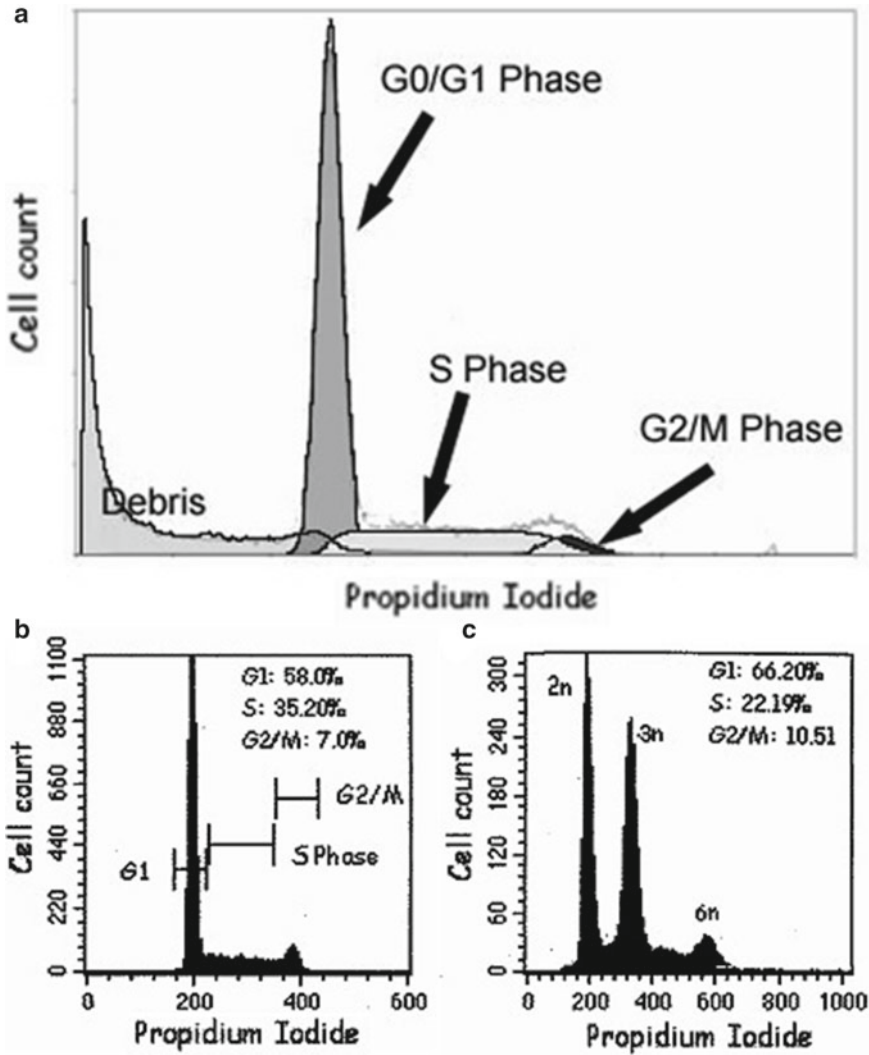 a
G0/G1 Phase
S Phase
G2/M Phase
Debris
Cell count
Propidium Iodide
b
G1: 58.0%
S: 35.20%
G2/M: 7.0%
G2/M
S Phase
G1
Cell count
1100
880
660
440
220
0
0 200 400 600
Propidium Iodide
c
G1: 66.20%
S: 22.19%
G2/M: 10.51
2n
3n
6n
Cell count
300
240
180
120
60
0
0 200 400 600 800 1000
Propidium Iodide